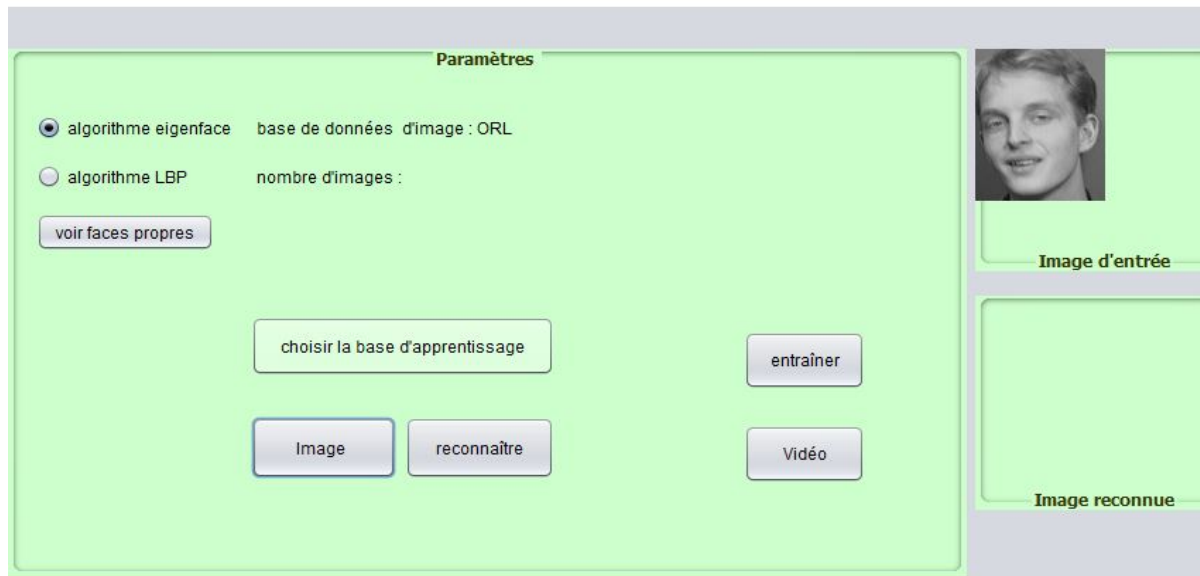 Paramètres
algorithme eigenface
base de données d'image : ORL
algorithme LBP
nombre d'images :
voir faces propres
choisir la base d'apprentissage
entraîner
Image
reconnaître
Vidéo
Image d'entrée
Image reconnue